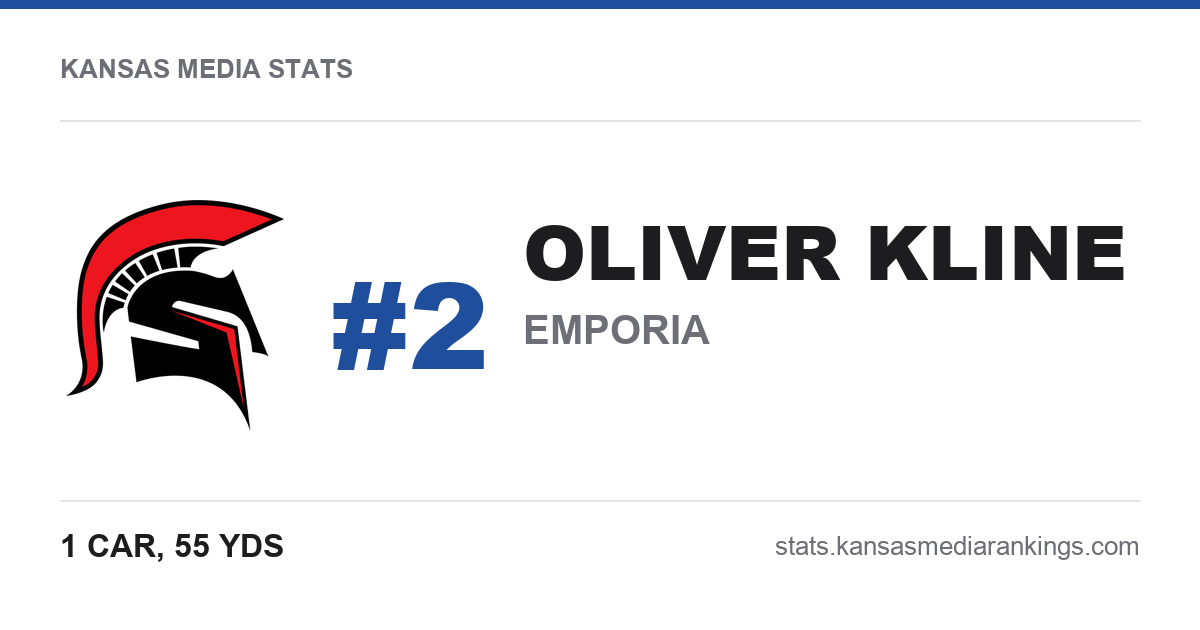 KANSAS MEDIA STATS
#2
OLIVER KLINE
EMPORIA
1 CAR, 55 YDS
stats.kansasmediarankings.com